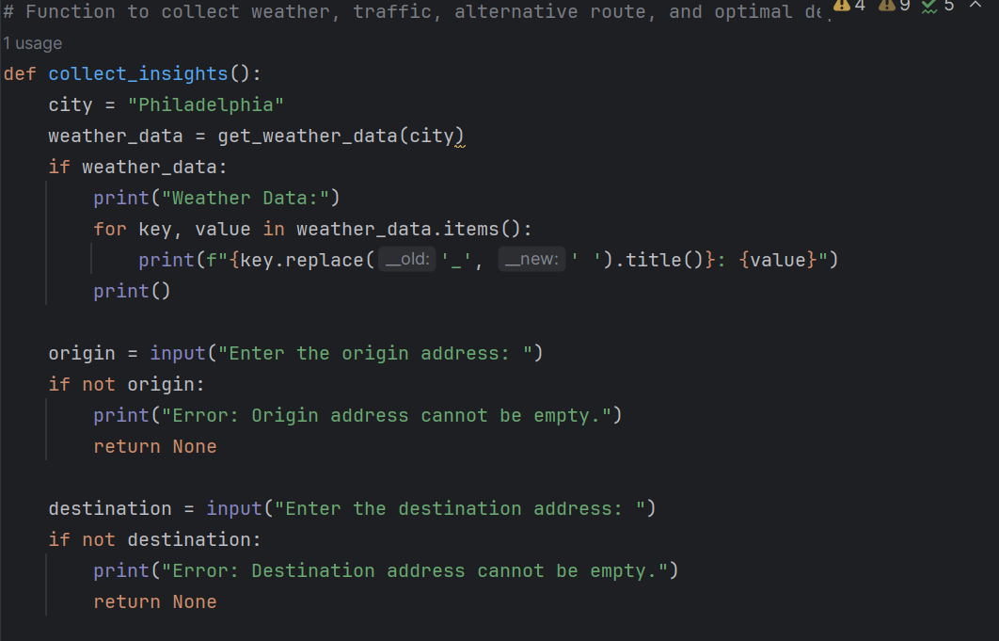 # Function to collect weather, traffic, alternative route, and optimal
4 9 5
1 usage
def collect_insights():
    city = "Philadelphia"
    weather_data = get_weather_data(city)
    if weather_data:
        print("Weather Data:")
        for key, value in weather_data.items():
            print(f"{key.replace( __old: '_', __new: ' ').title()}: {value}")
        print()

    origin = input("Enter the origin address: ")
    if not origin:
        print("Error: Origin address cannot be empty.")
        return None

    destination = input("Enter the destination address: ")
    if not destination:
        print("Error: Destination address cannot be empty.")
        return None